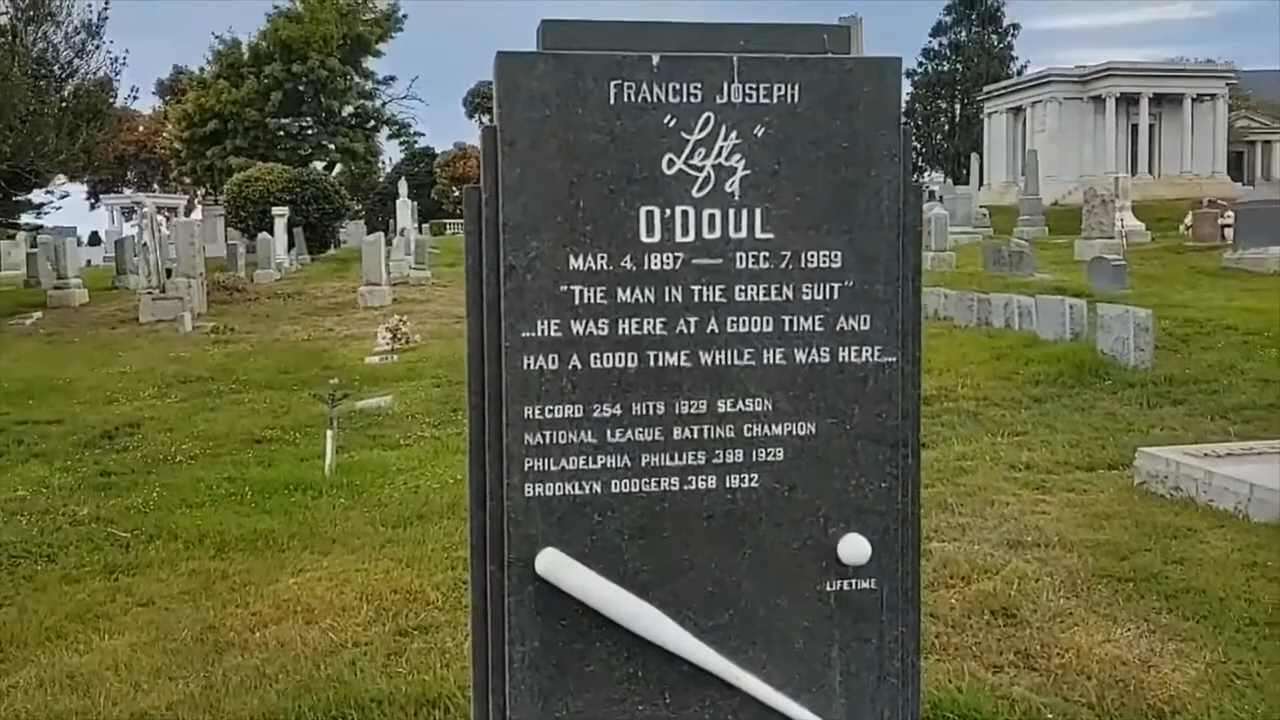 FRANCIS JOSEPH
"Lefty"
O'DOUL
MAR. 4, 1897 — DEC. 7, 1969
"THE MAN IN THE GREEN SUIT"
...HE WAS HERE AT A GOOD TIME AND
HAD A GOOD TIME WHILE HE WAS HERE...
RECORD 254 HITS 1929 SEASON
NATIONAL LEAGUE BATTING CHAMPION
PHILADELPHIA PHILLIES .398 1929
BROOKLYN DODGERS .368 1932
LIFETIME